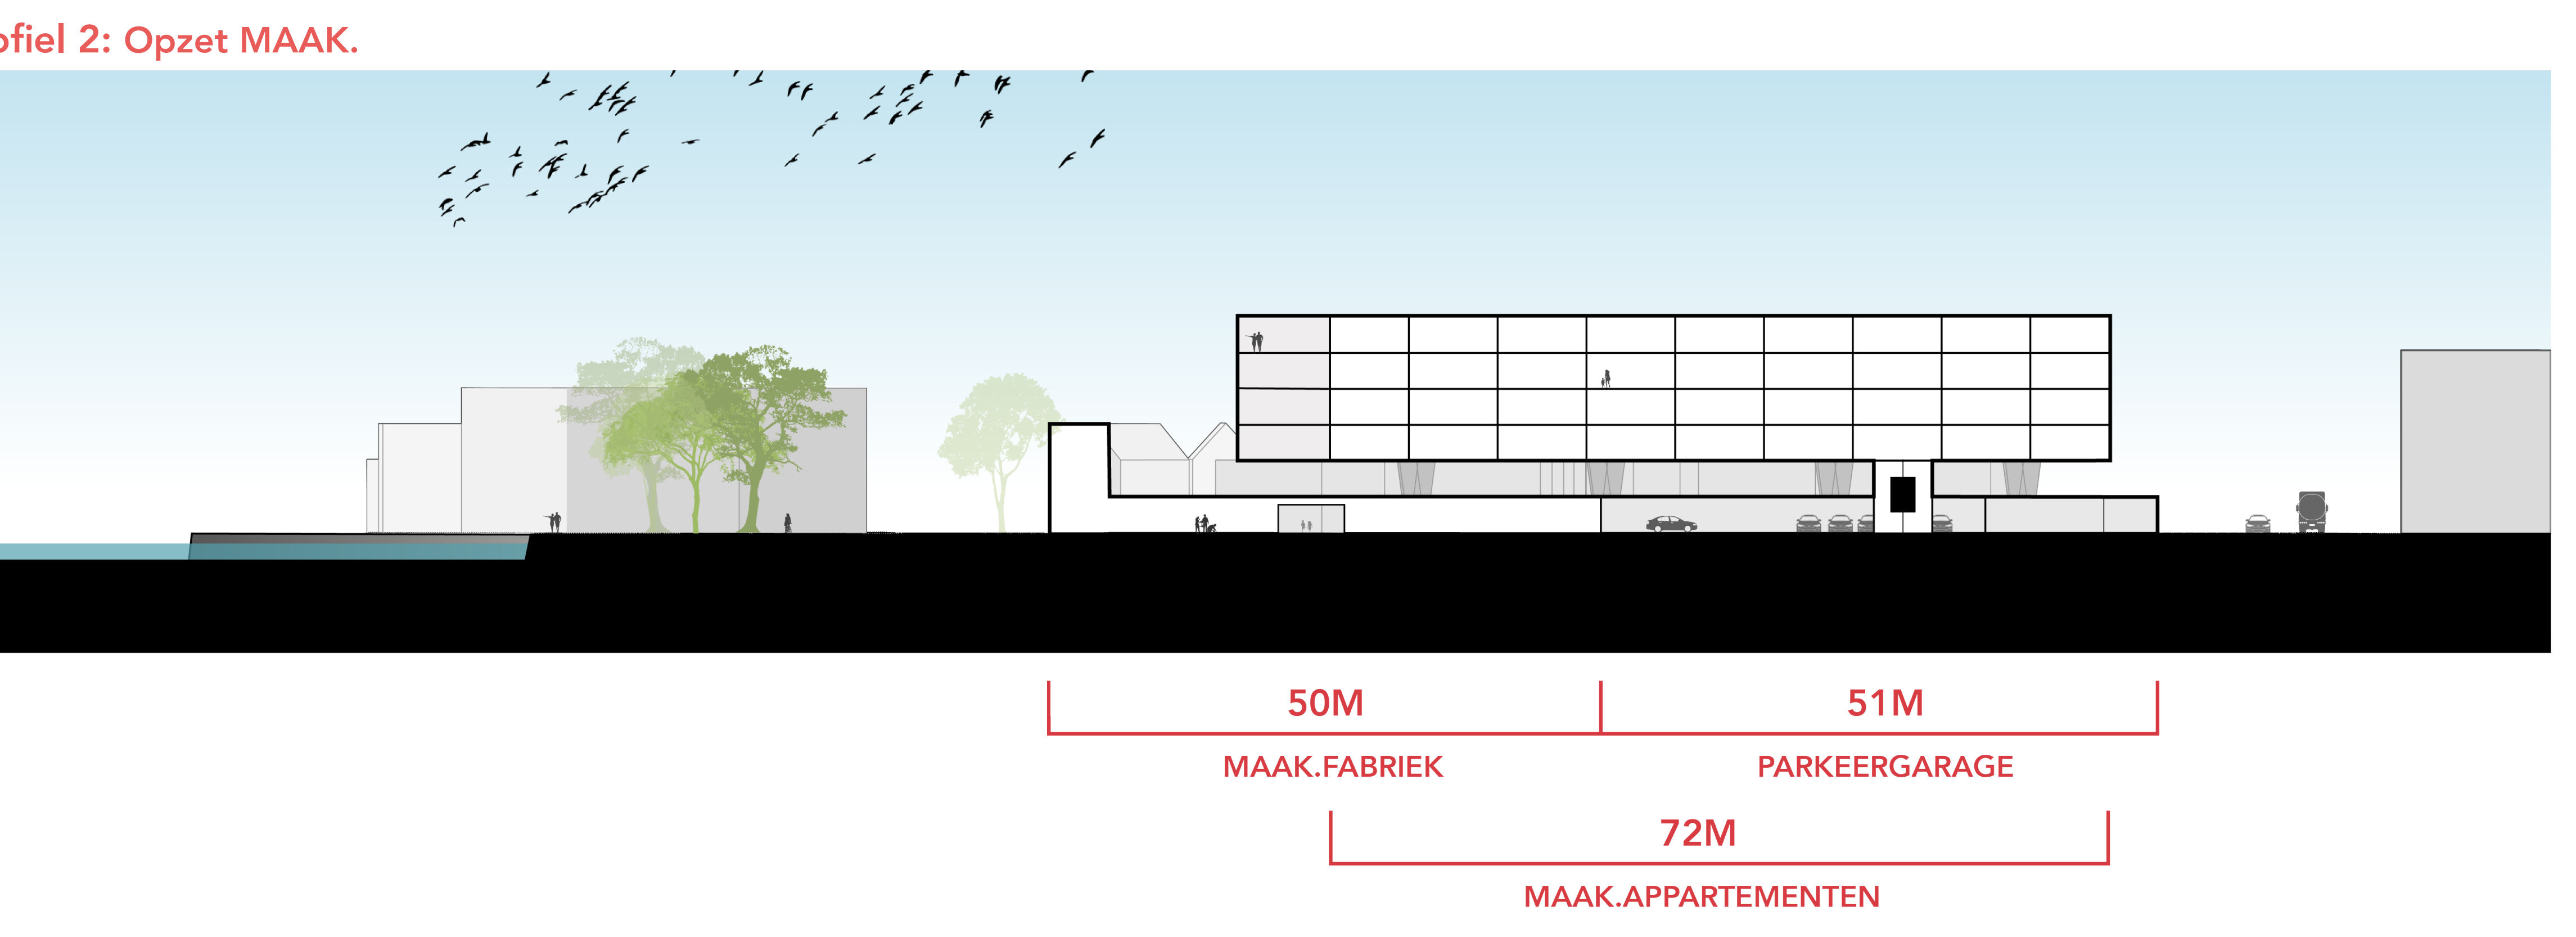 ofiel 2: Opzet MAAK.
50M
51M
MAAK.FABRIEK
PARKEERGARAGE
72M
MAAK.APPARTEMENTEN